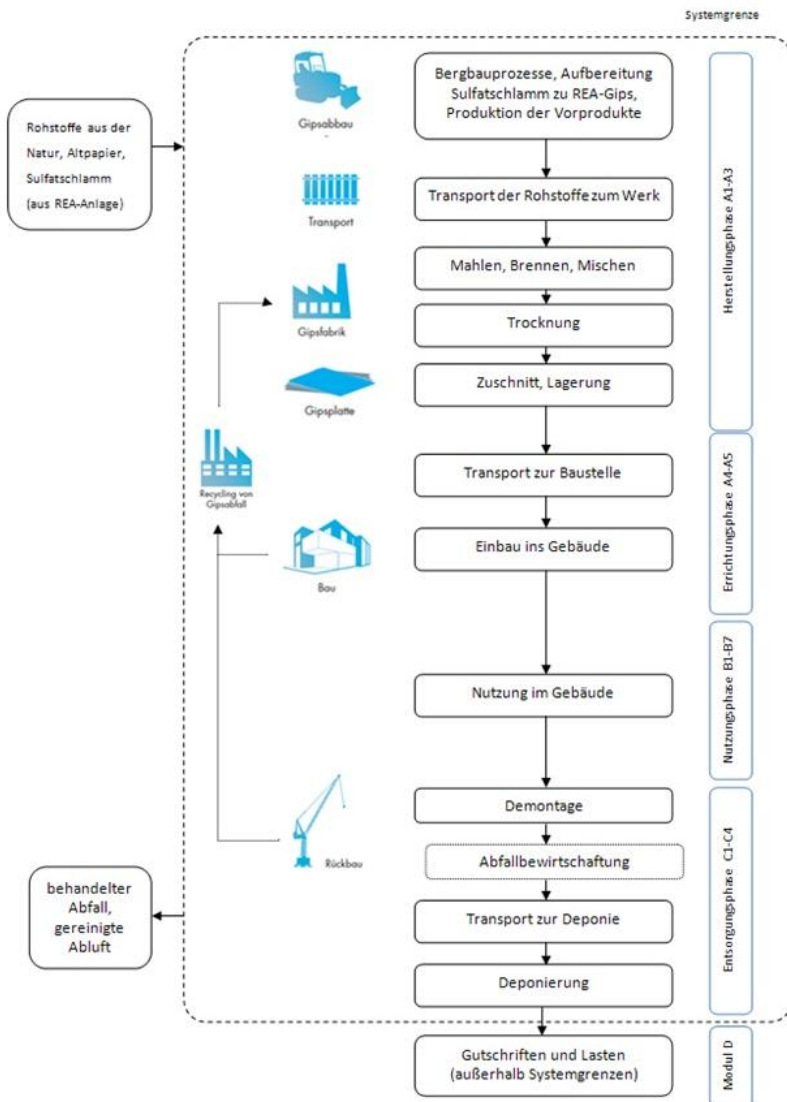 Systemgrenze
Rohstoffe aus der
Natur, Altpapier,
Sulfatschlamm
(aus REA-Anlage)
Gipsabbau
Transport
Gipsfabrik
Gipsplatte
Recycling von
Gipsabfall
Bau
Rückbau
behandelter
Abfall,
gereinigte
Abluft
Bergbauprozesse, Aufbereitung
Sulfatschlamm zu REA-Gips,
Produktion der Vorprodukte
Transport der Rohstoffe zum Werk
Mahlen, Brennen, Mischen
Trocknung
Zuschnitt, Lagerung
Transport zur Baustelle
Einbau ins Gebäude
Nutzung im Gebäude
Demontage
Abfallbewirtschaftung
Transport zur Deponie
Deponierung
Gutschriften und Lasten
(außerhalb Systemgrenzen)
Herstellungsphase A1-A3
Errichtungsphase A4-A5
Nutzungsphase B1-B7
Entsorgungsphase C1-C4
Modul D